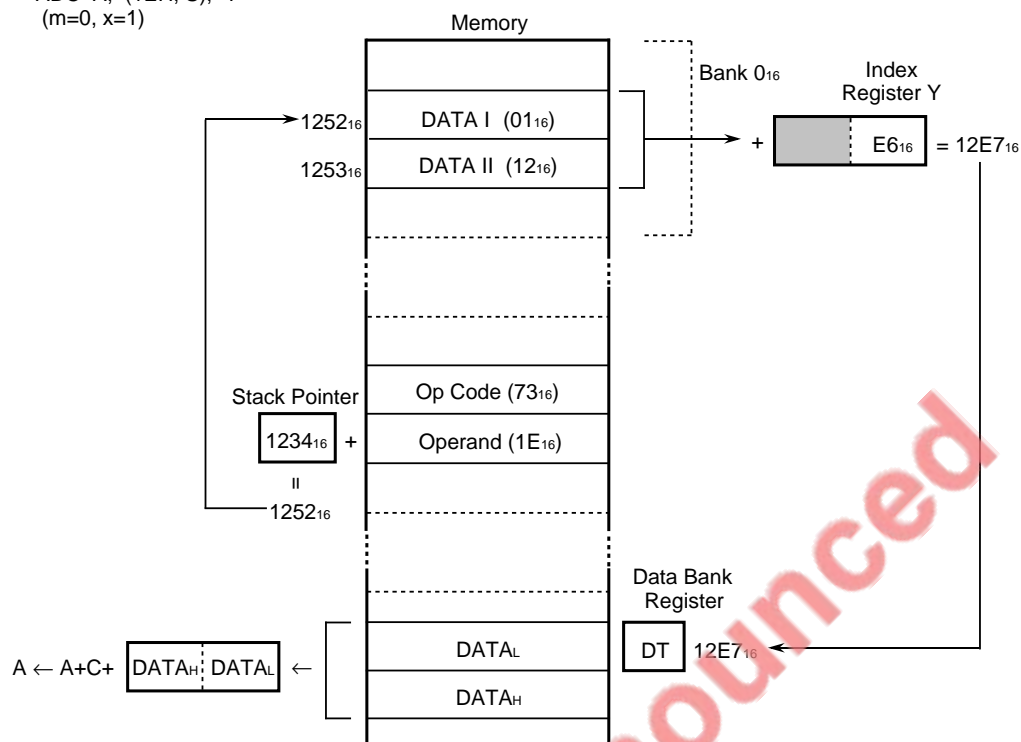 (m=0, x=1)
Memory
Bank 0₁₆
Index
Register Y
1252₁₆
DATA I (01₁₆)
+
E6₁₆
= 12E7₁₆
1253₁₆
DATA II (12₁₆)
Stack Pointer
Op Code (73₁₆)
1234₁₆
+
Operand (1E₁₆)
=
1252₁₆
Data Bank
Register
A ← A+C+
DATAH
DATAL
←
DATAL
DT
12E7₁₆
DATAH
ounced